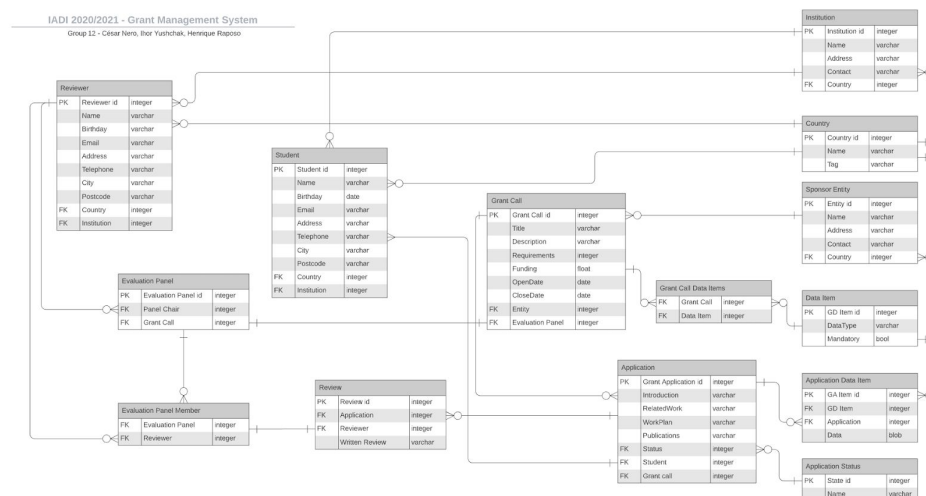 IADI 2020/2021 - Grant Management System
Group 12 - César Nero, Ihor Yushchak, Henrique Raposo
Institution
PK Institution id integer
Name varchar
Address varchar
Contact varchar
FK Country integer
Reviewer
PK Reviewer id integer
Name varchar
Birthday varchar
Email varchar
Address varchar
Telephone varchar
City varchar
Postcode varchar
FK Country integer
FK Institution integer
Country
PK Country id integer
Name varchar
Tag varchar
Student
PK Student id integer
Name varchar
Birthday date
Email varchar
Address varchar
Telephone varchar
City varchar
Postcode varchar
FK Country integer
FK Institution integer
Sponsor Entity
PK Entity id integer
Name varchar
Address varchar
Contact varchar
FK Country integer
Grant Call
PK Grant Call id integer
Title varchar
Description varchar
Requirements integer
Funding float
OpenDate date
CloseDate date
FK Entity integer
FK Evaluation Panel integer
Evaluation Panel
PK Evaluation Panel id integer
FK Panel Chair integer
FK Grant Call integer
Grant Call Data Items
FK Grant Call integer
FK Data Item integer
Data Item
PK GD Item id integer
DataType varchar
Mandatory bool
Application
PK Grant Application id integer
Introduction varchar
RelatedWork varchar
WorkPlan varchar
Publications varchar
FK Status integer
FK Student integer
FK Grant call integer
Application Data Item
PK GA Item id integer
FK GD Item integer
FK Application integer
Data blob
Review
PK Review id integer
FK Application integer
FK Reviewer integer
Written Review varchar
Evaluation Panel Member
FK Evaluation Panel integer
FK Reviewer integer
Application Status
PK State id integer
Name varchar